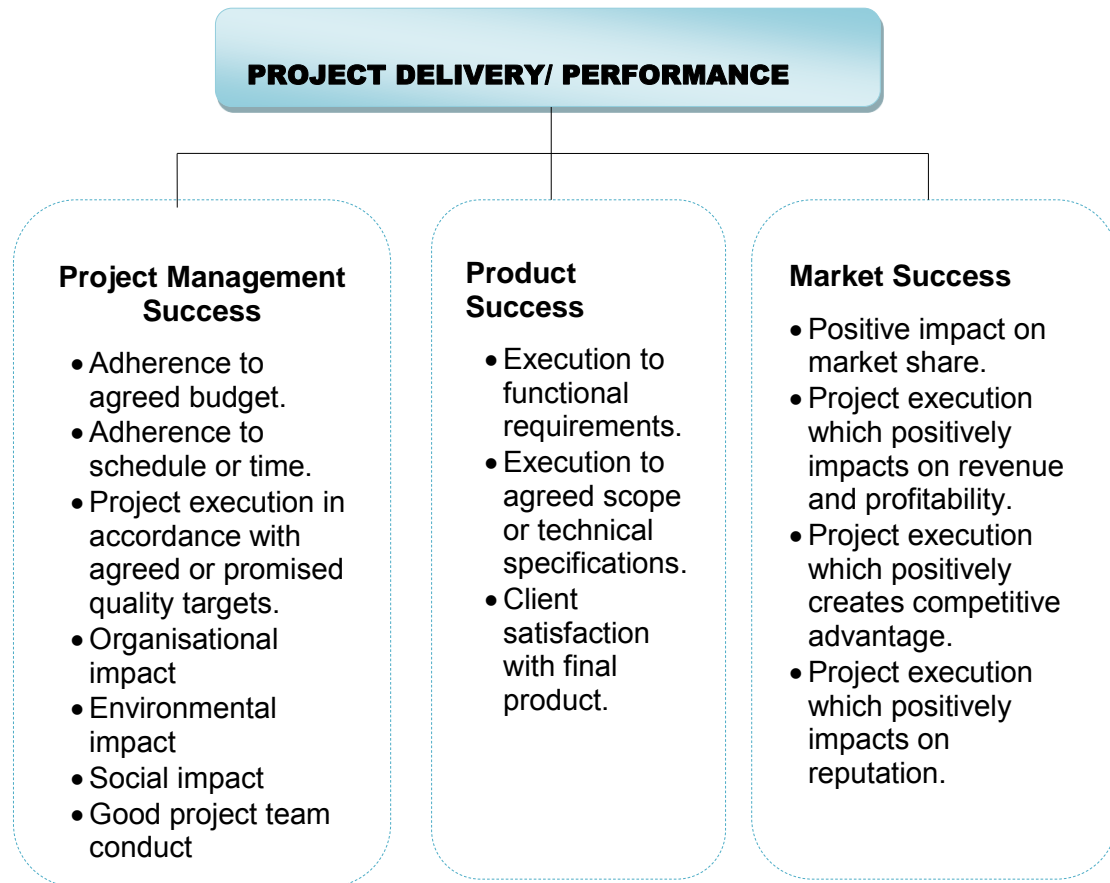 PROJECT DELIVERY/ PERFORMANCE
Project Management
Success
• Adherence to
agreed budget.
• Adherence to
schedule or time.
• Project execution in
accordance with
agreed or promised
quality targets.
• Organisational
impact
• Environmental
impact
• Social impact
• Good project team
conduct
Product
Success
• Execution to
functional
requirements.
• Execution to
agreed scope
or technical
specifications.
• Client
satisfaction
with final
product.
Market Success
• Positive impact on
market share.
• Project execution
which positively
impacts on revenue
and profitability.
• Project execution
which positively
creates competitive
advantage.
• Project execution
which positively
impacts on
reputation.